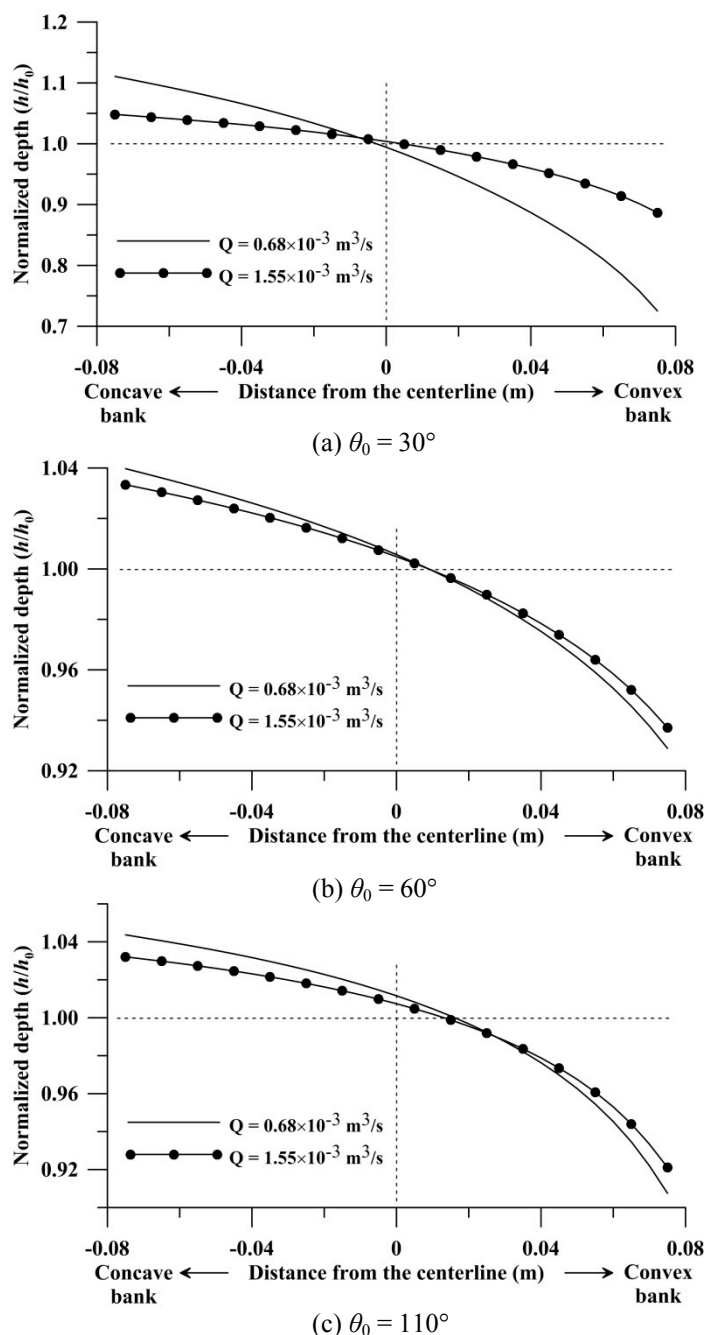 1.2
1.1
1.0
0.9
0.8
0.7
Normalized depth (h/h₀)
Q = 0.68×10⁻³ m³/s
Q = 1.55×10⁻³ m³/s
-0.08 -0.04 0 0.04 0.08
Concave ← Distance from the centerline (m) → Convex
bank bank
(a) θ₀ = 30°
1.04
1.00
0.96
0.92
Normalized depth (h/h₀)
Q = 0.68×10⁻³ m³/s
Q = 1.55×10⁻³ m³/s
-0.08 -0.04 0 0.04 0.08
Concave ← Distance from the centerline (m) → Convex
bank bank
(b) θ₀ = 60°
1.04
1.00
0.96
0.92
Normalized depth (h/h₀)
Q = 0.68×10⁻³ m³/s
Q = 1.55×10⁻³ m³/s
-0.08 -0.04 0 0.04 0.08
Concave ← Distance from the centerline (m) → Convex
bank bank
(c) θ₀ = 110°